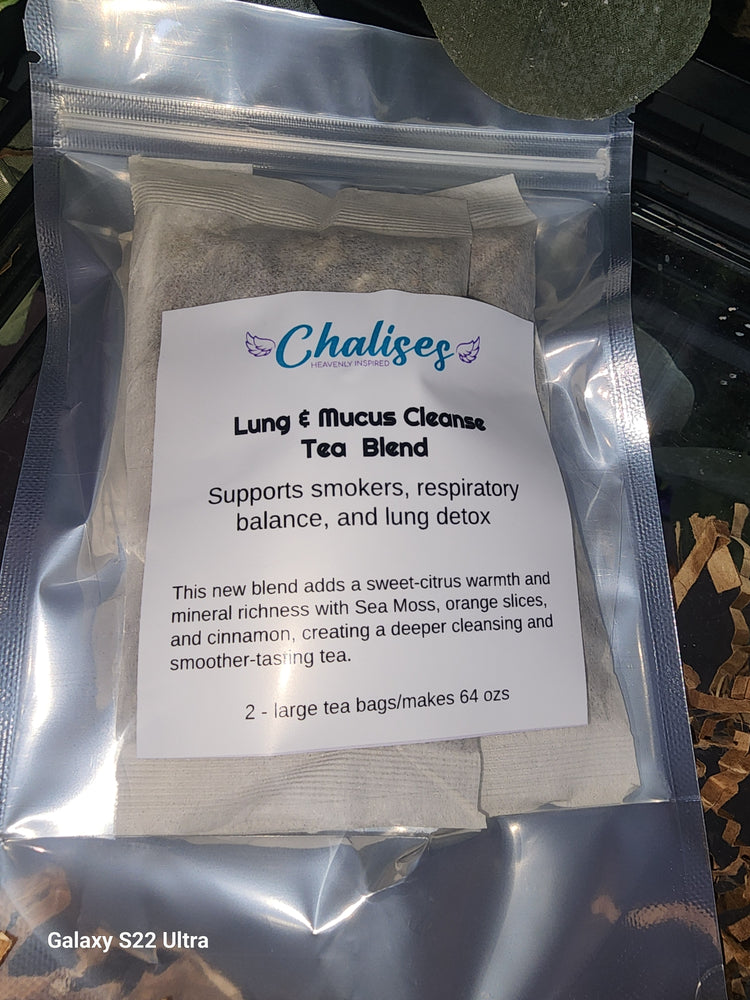 Chalises
HEAVENLY INSPIRED
Lung & Mucus Cleanse
Tea Blend
Supports smokers, respiratory
balance, and lung detox
This new blend adds a sweet-citrus warmth and
mineral richness with Sea Moss, orange slices,
and cinnamon, creating a deeper cleansing and
smoother-tasting tea.
2 - large tea bags/makes 64 ozs
Galaxy S22 Ultra